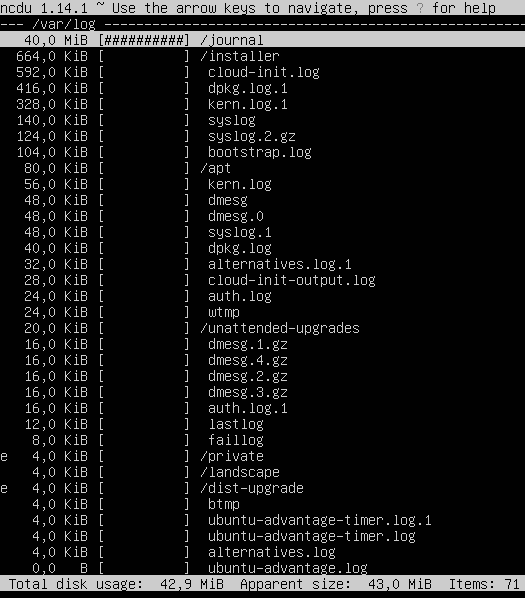 ncdu 1.14.1 ~ Use the arrow keys to navigate, press ? for help
--- /var/log ---------------------------------------------------
40,0 MiB [##########] /journal
664,0 KiB [          ] /installer
592,0 KiB [          ]  cloud-init.log
416,0 KiB [          ]  dpkg.log.1
328,0 KiB [          ]  kern.log.1
140,0 KiB [          ]  syslog
124,0 KiB [          ]  syslog.2.gz
104,0 KiB [          ]  bootstrap.log
80,0 KiB [          ] /apt
56,0 KiB [          ]  kern.log
48,0 KiB [          ]  dmesg
48,0 KiB [          ]  dmesg.0
48,0 KiB [          ]  syslog.1
40,0 KiB [          ]  dpkg.log
32,0 KiB [          ]  alternatives.log.1
28,0 KiB [          ]  cloud-init-output.log
24,0 KiB [          ]  auth.log
24,0 KiB [          ]  wtmp
20,0 KiB [          ] /unattended-upgrades
16,0 KiB [          ]  dmesg.1.gz
16,0 KiB [          ]  dmesg.4.gz
16,0 KiB [          ]  dmesg.2.gz
16,0 KiB [          ]  dmesg.3.gz
16,0 KiB [          ]  auth.log.1
12,0 KiB [          ]  lastlog
8,0 KiB [          ]  faillog
e 4,0 KiB [          ] /private
4,0 KiB [          ] /landscape
e 4,0 KiB [          ] /dist-upgrade
4,0 KiB [          ]  btmp
4,0 KiB [          ]  ubuntu-advantage-timer.log.1
4,0 KiB [          ]  ubuntu-advantage-timer.log
4,0 KiB [          ]  alternatives.log
0,0   B [          ]  ubuntu-advantage.log
Total disk usage:  42,9 MiB  Apparent size:  43,0 MiB  Items: 71